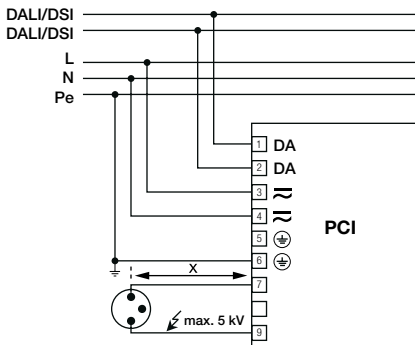 DALI/DSI
DALI/DSI
L
N
Pe
1 DA
2 DA
3
4
PCI
5
6
X
7
max. 5 kV
9